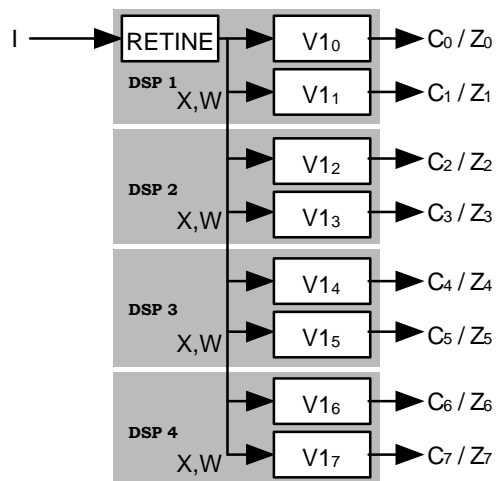 I RETINE V1₀ C₀ / Z₀
DSP 1
X,W V1₁ C₁ / Z₁
V1₂ C₂ / Z₂
DSP 2
X,W V1₃ C₃ / Z₃
V1₄ C₄ / Z₄
DSP 3
X,W V1₅ C₅ / Z₅
V1₆ C₆ / Z₆
DSP 4
X,W V1₇ C₇ / Z₇